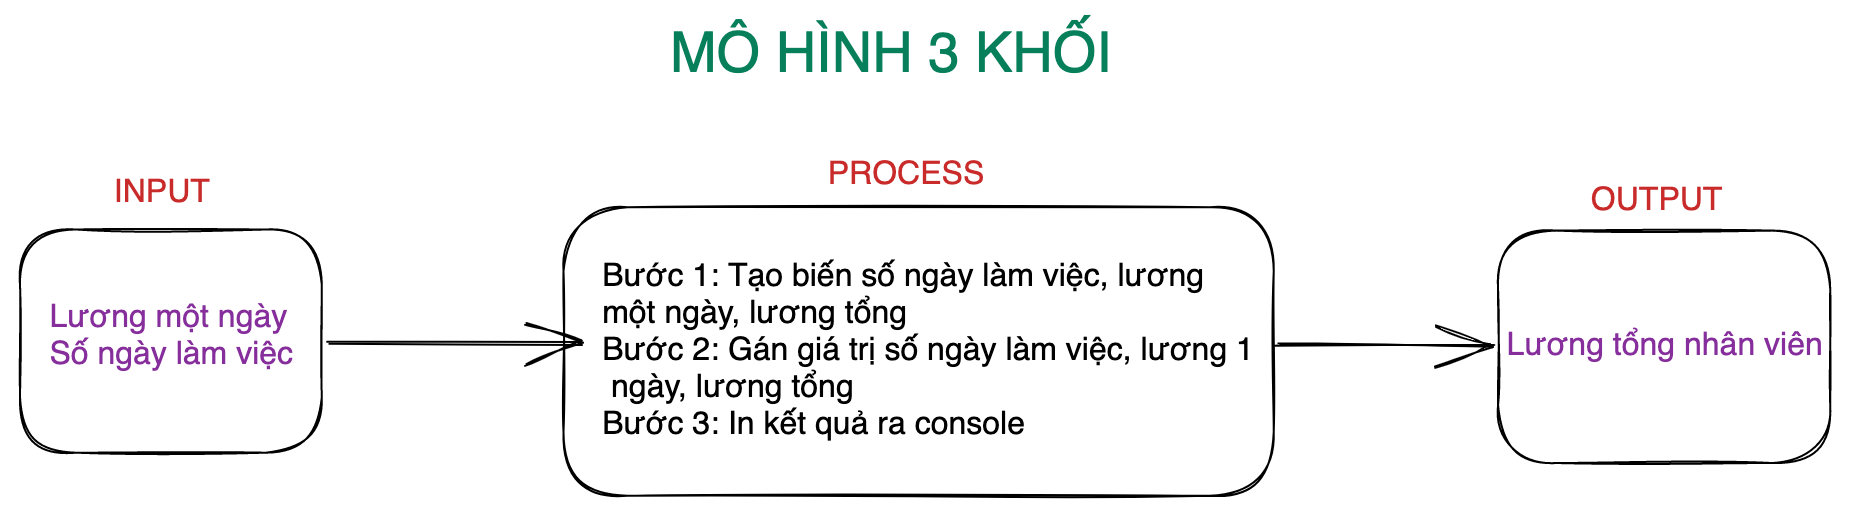 MÔ HÌNH 3 KHỐI
INPUT
Lương một ngày
Số ngày làm việc
PROCESS
Bước 1: Tạo biến số ngày làm việc, lương
một ngày, lương tổng
Bước 2: Gán giá trị số ngày làm việc, lương 1
ngày, lương tổng
Bước 3: In kết quả ra console
OUTPUT
Lương tổng nhân viên